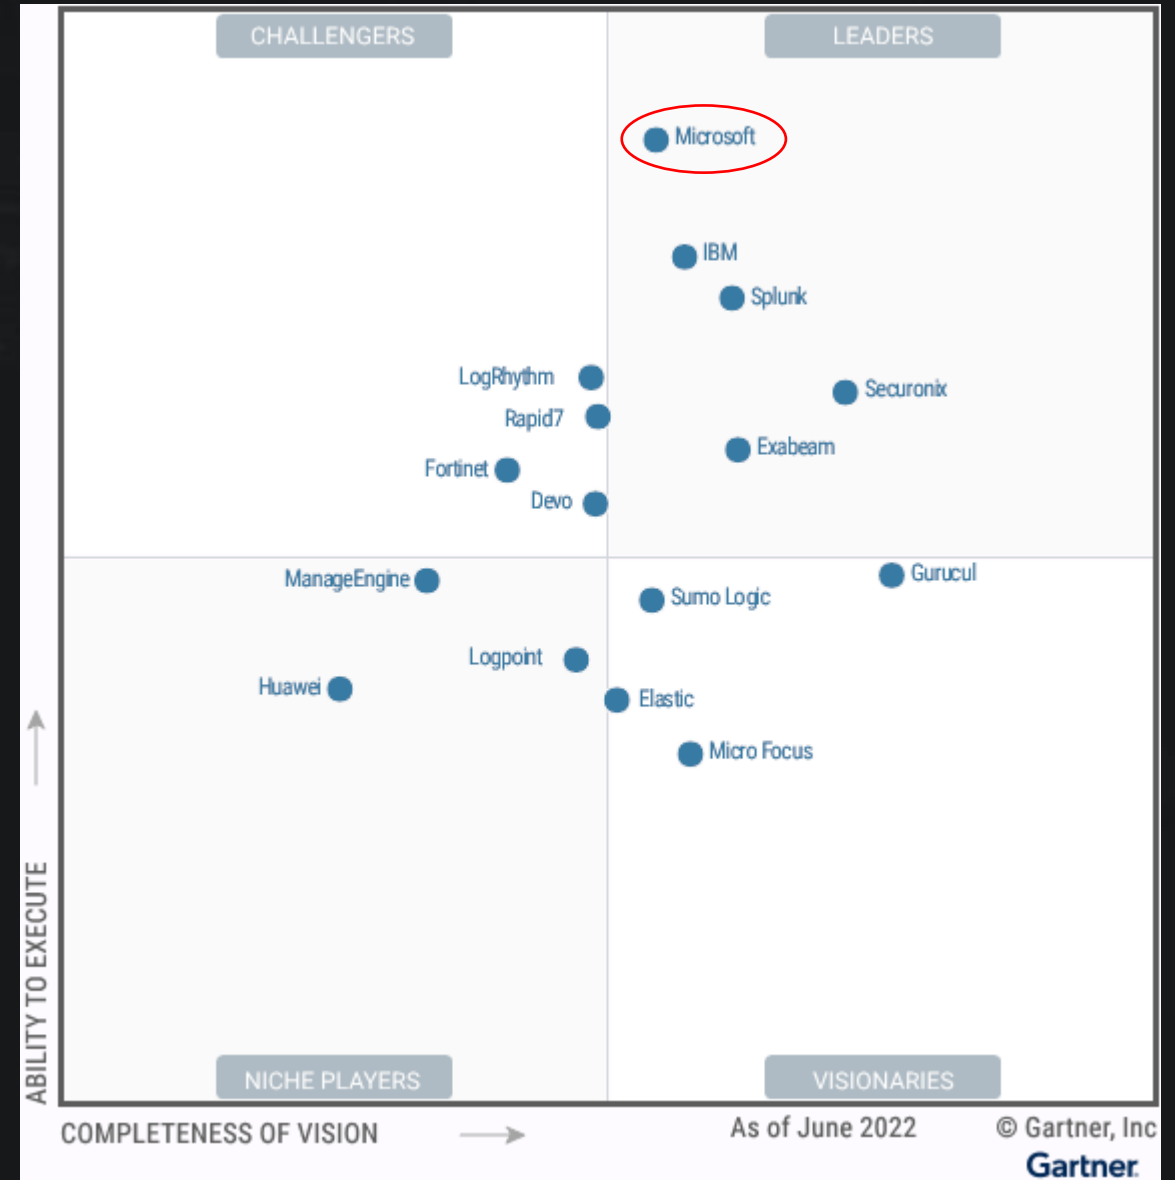 CHALLENGERS
LEADERS
Microsoft
IBM
Splunk
LogRhythm
Securonix
Rapid7
Exabeam
Fortinet
Devo
ManageEngine
Gurucul
Sumo Logic
Logpoint
Huawei
Elastic
Micro Focus
ABILITY TO EXECUTE
NICHE PLAYERS
VISIONARIES
COMPLETENESS OF VISION
As of June 2022
© Gartner, Inc
Gartner